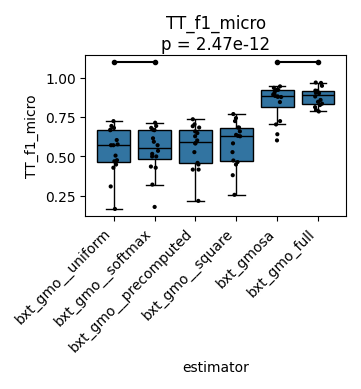 TT_f1_micro
p = 2.47e-12
TT_f1_micro
1.00
0.75
0.50
0.25
bxt_gmo__uniform
bxt_gmo__softmax
bxt_gmo__precomputed
bxt_gmo__square
bxt_gmosa
bxt_gmo_full
estimator